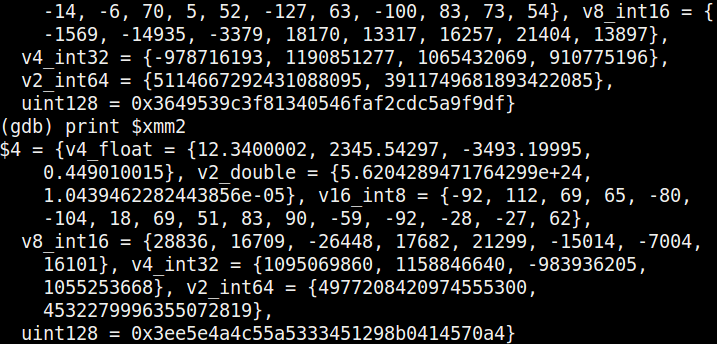 -14, -6, 70, 5, 52, -127, 63, -100, 83, 73, 54}, v8_int16 = {
-1569, -14935, -3379, 18170, 13317, 16257, 21404, 13897},
v4_int32 = {-978716193, 1190851277, 1065432069, 910775196},
v2_int64 = {5114667292431088095, 3911749681893422085},
uint128 = 0x3649539c3f81340546faf2cdc5a9f9df}
(gdb) print $xmm2
$4 = {v4_float = {12.3400002, 2345.54297, -3493.19995,
0.449010015}, v2_double = {5.6204289471764299e+24,
1.0439462282443856e-05}, v16_int8 = {-92, 112, 69, 65, -80,
-104, 18, 69, 51, 83, 90, -59, -92, -28, -27, 62},
v8_int16 = {28836, 16709, -26448, 17682, 21299, -15014, -7004,
16101}, v4_int32 = {1095069860, 1158846640, -983936205,
1055253668}, v2_int64 = {4977208420974555300,
4532279996355072819},
uint128 = 0x3ee5e4a4c55a5333451298b0414570a4}